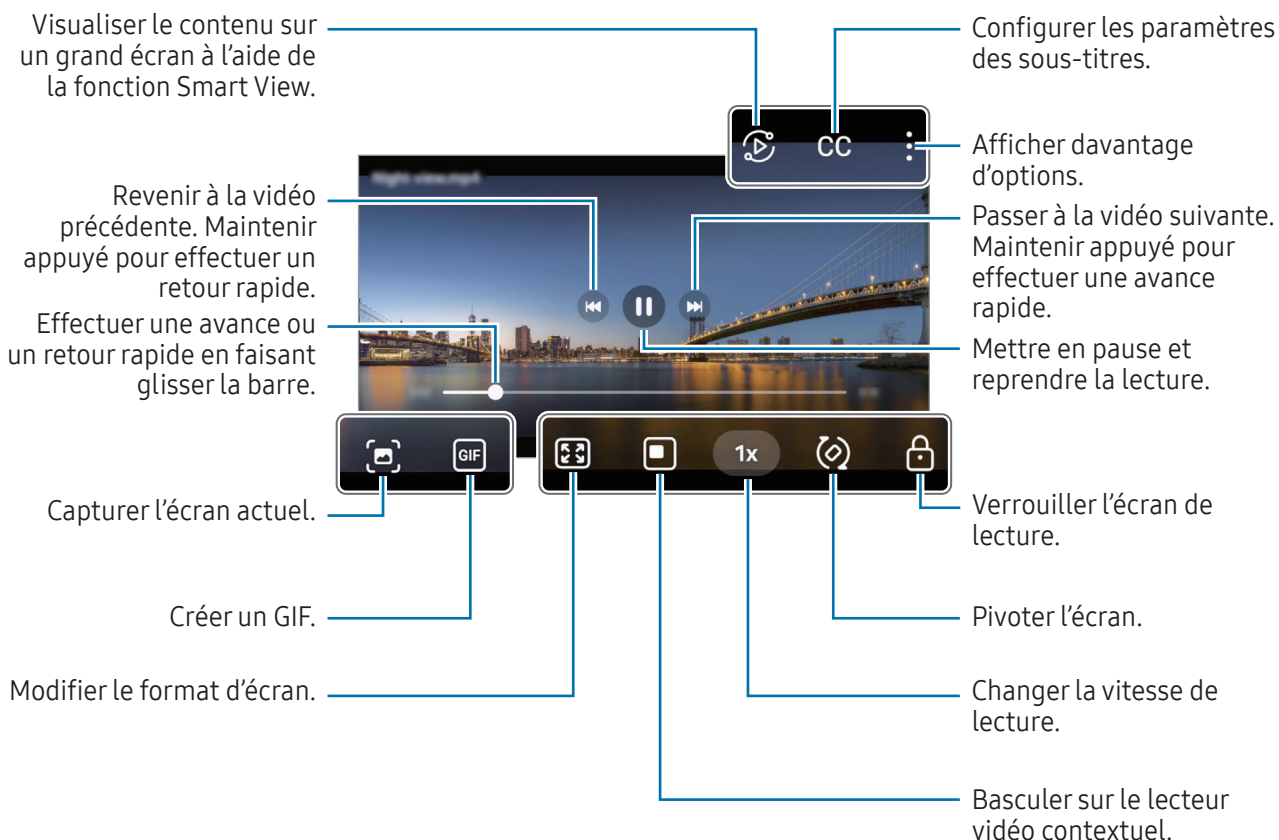 Visualiser le contenu sur
un grand écran à l’aide de
la fonction Smart View.
Configurer les paramètres
des sous-titres.
CC
Afficher davantage
d’options.
Revenir à la vidéo
précédente. Maintenir
appuyé pour effectuer un
retour rapide.
Passer à la vidéo suivante.
Maintenir appuyé pour
effectuer une avance
rapide.
Effectuer une avance ou
un retour rapide en faisant
glisser la barre.
Mettre en pause et
reprendre la lecture.
GIF
1x
Capturer l’écran actuel.
Verrouiller l’écran de
lecture.
Créer un GIF.
Pivoter l’écran.
Modifier le format d’écran.
Changer la vitesse de
lecture.
Basculer sur le lecteur
vidéo contextuel.